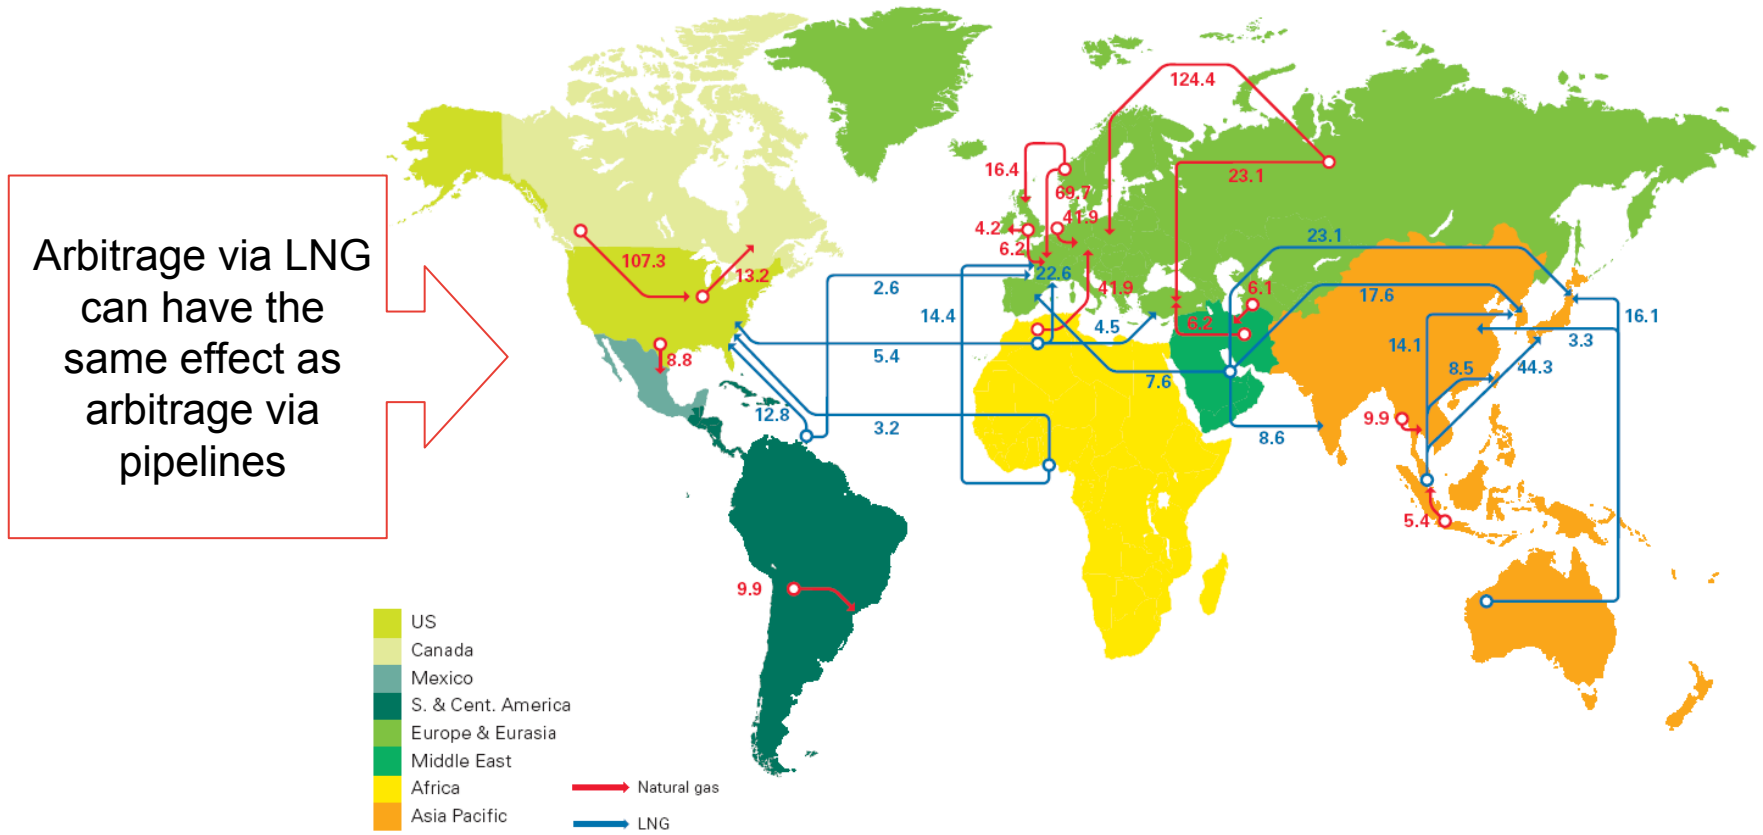 Arbitrage via LNG
can have the
same effect as
arbitrage via
pipelines
124.4
16.4
23.1
69.7
41.9
4.2
6.2
23.1
107.3
13.2
2.6
22.6
41.9
6.1
17.6
14.4
4.5
6.2
16.1
5.4
3.3
14.1
8.8
8.5
44.3
7.6
12.8
3.2
9.9
8.6
5.4
9.9
US
Canada
Mexico
S. & Cent. America
Europe & Eurasia
Middle East
Africa
Asia Pacific
Natural gas
LNG